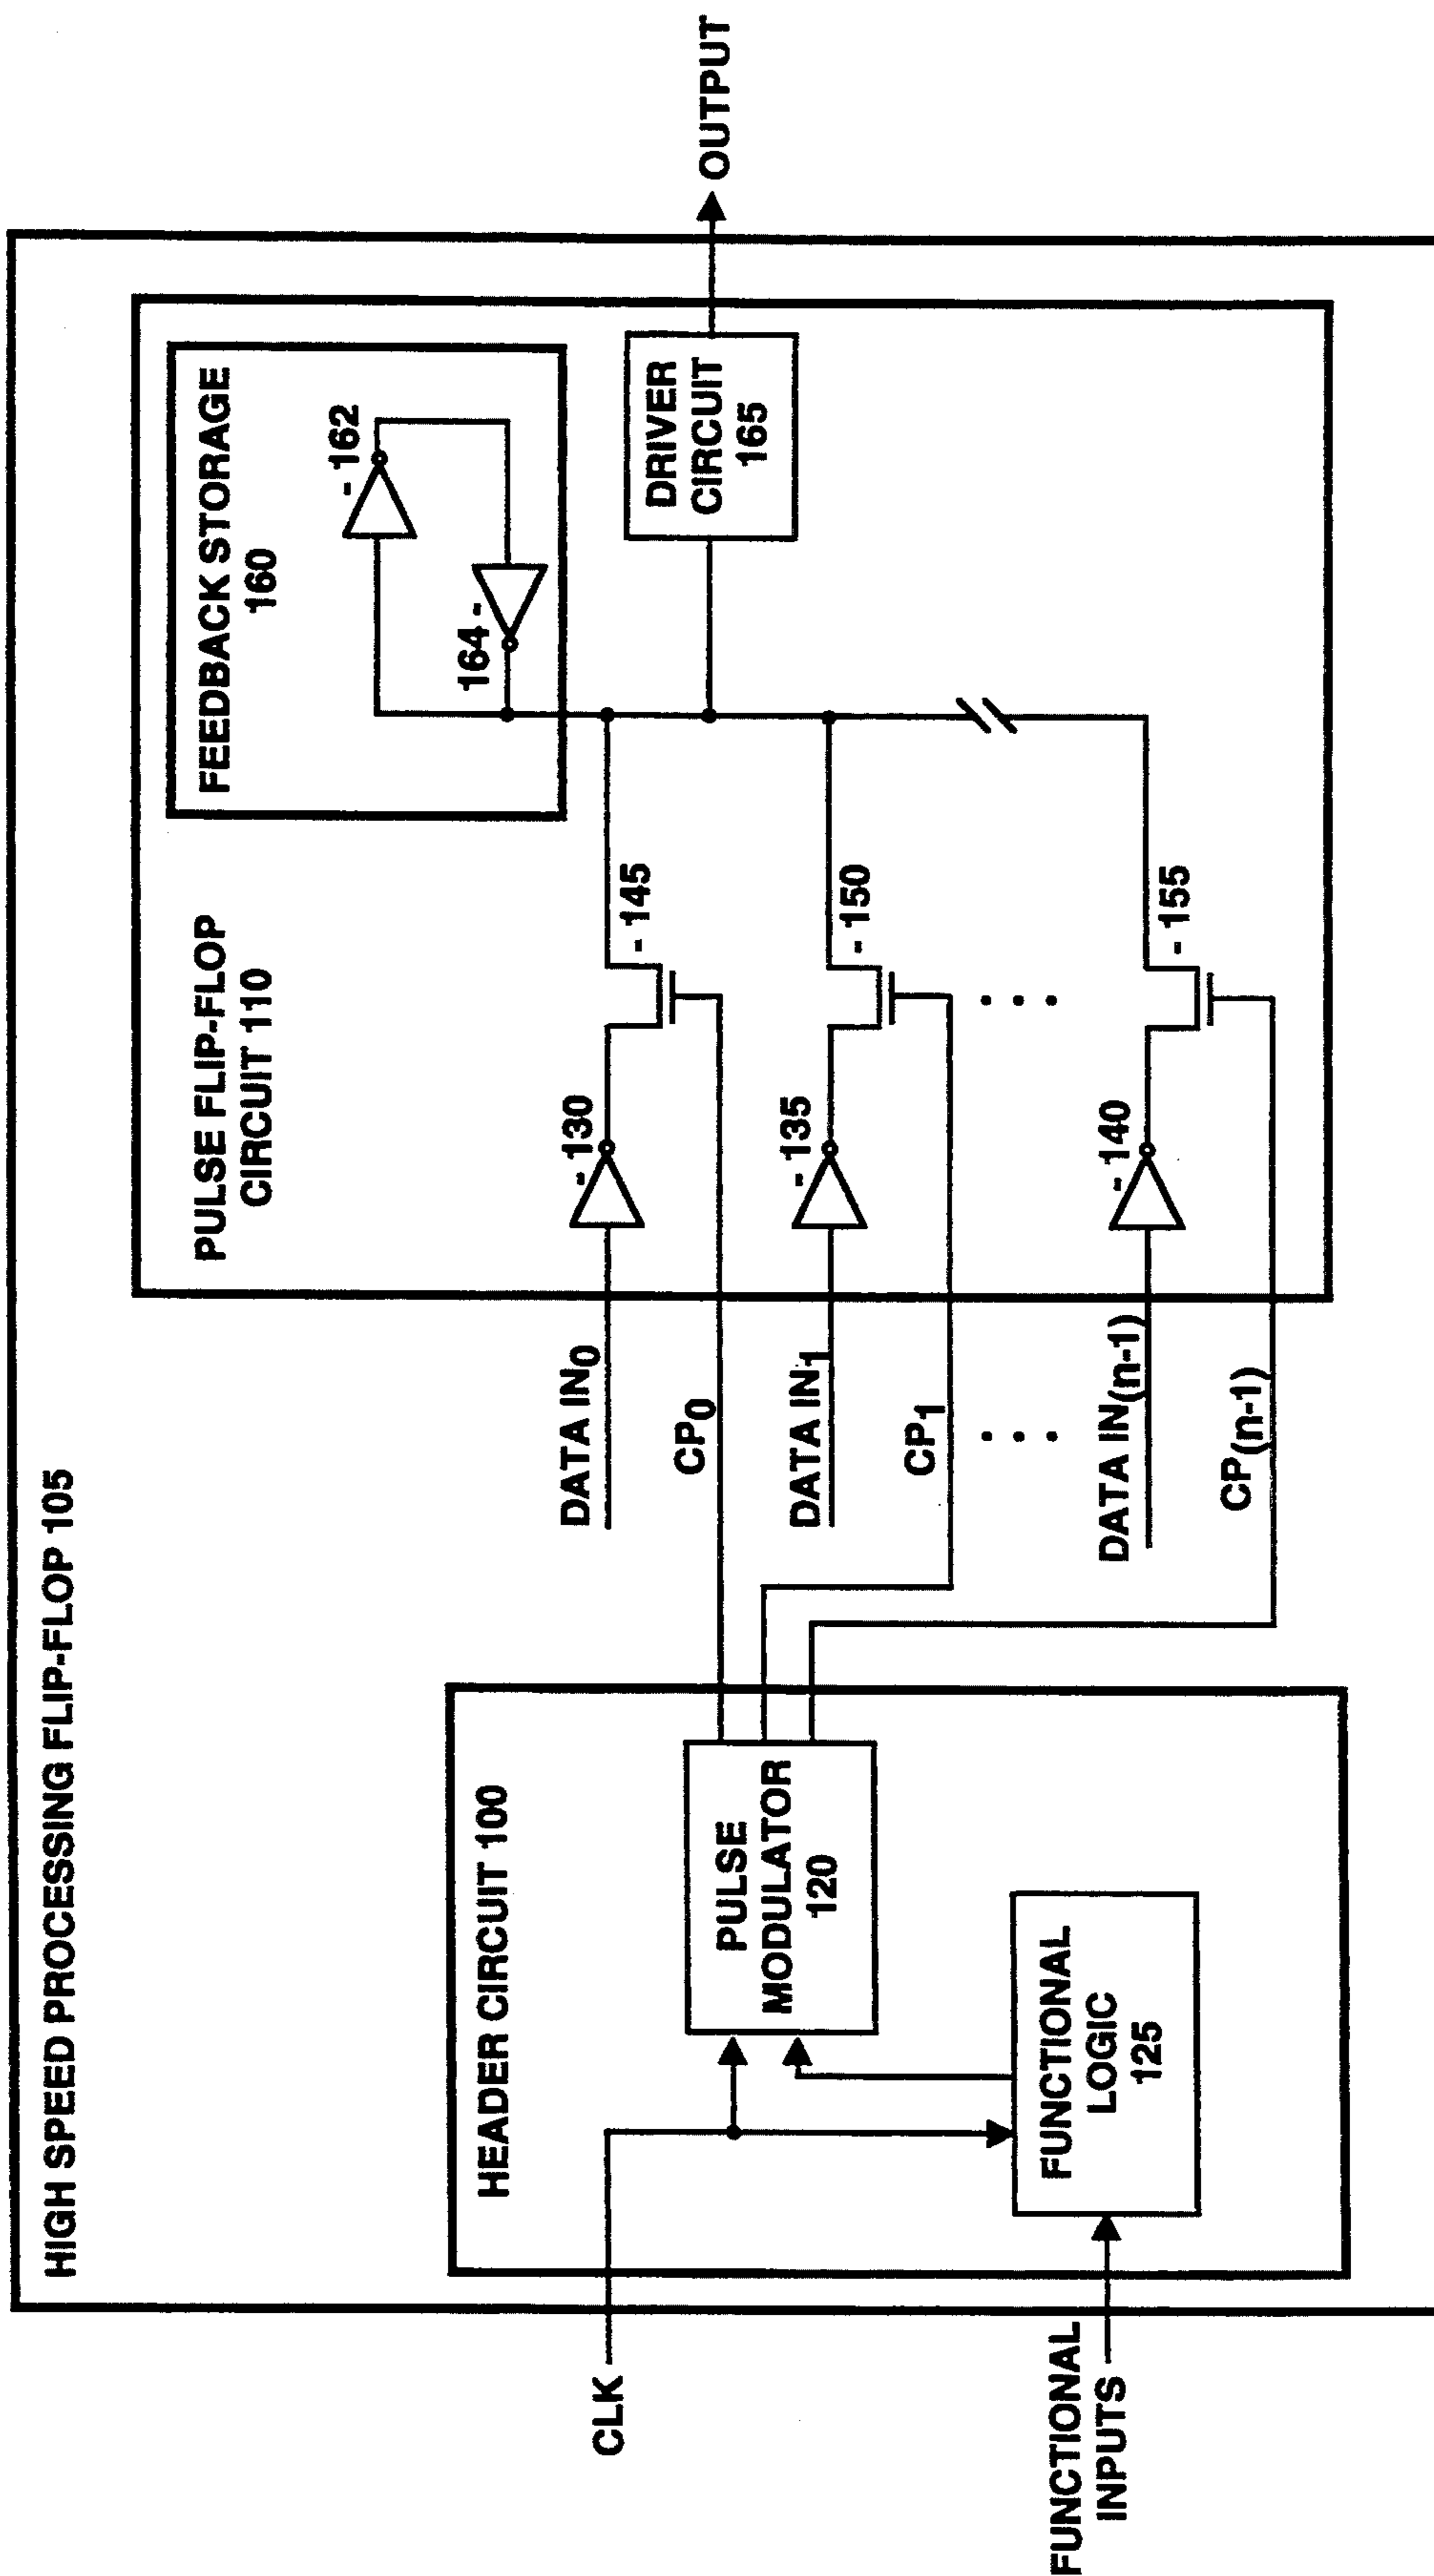 HIGH SPEED PROCESSING FLIP-FLOP 105
CLK
FUNCTIONAL
INPUTS
HEADER CIRCUIT 100
PULSE
MODULATOR
120
FUNCTIONAL
LOGIC
125
DATA IN0
CP0
DATA IN1
CP1
. . .
DATA IN(n-1)
CP(n-1)
PULSE FLIP-FLOP
CIRCUIT 110
- 130
- 135
- 140
- 145
- 150
. . .
- 155
FEEDBACK STORAGE
160
- 162
164 -
DRIVER
CIRCUIT
165
OUTPUT